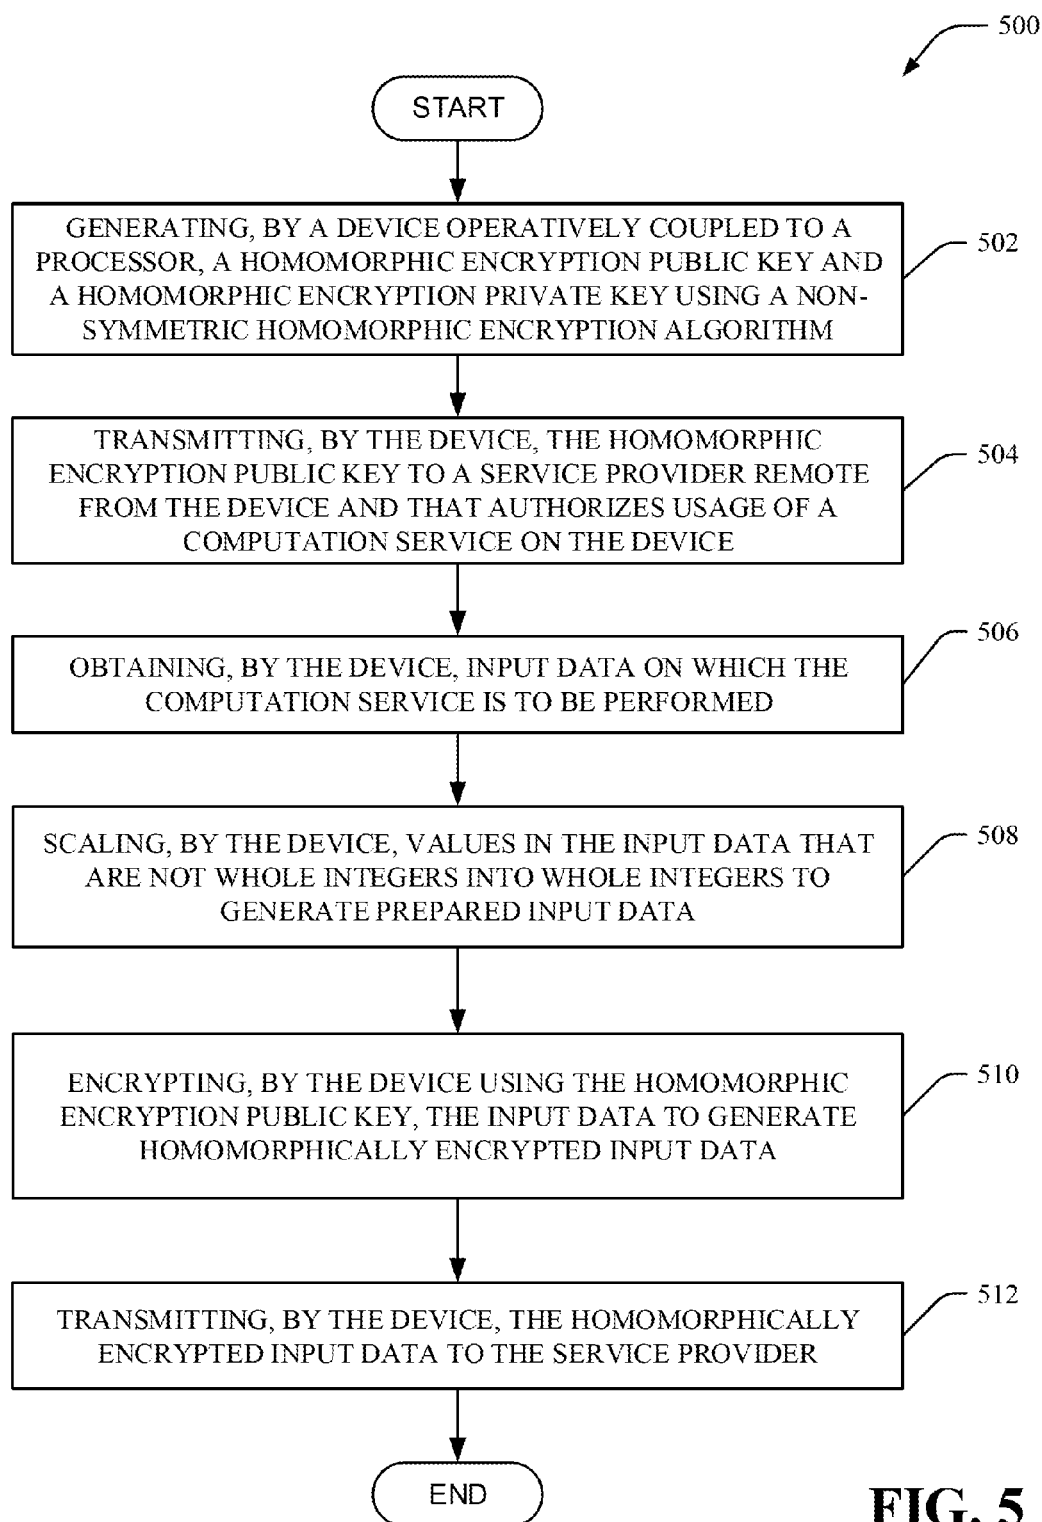 500
START
GENERATING, BY A DEVICE OPERATIVELY COUPLED TO A
PROCESSOR, A HOMOMORPHIC ENCRYPTION PUBLIC KEY AND
A HOMOMORPHIC ENCRYPTION PRIVATE KEY USING A NON-
SYMMETRIC HOMOMORPHIC ENCRYPTION ALGORITHM
502
TRANSMITTING, BY THE DEVICE, THE HOMOMORPHIC
ENCRYPTION PUBLIC KEY TO A SERVICE PROVIDER REMOTE
FROM THE DEVICE AND THAT AUTHORIZES USAGE OF A
COMPUTATION SERVICE ON THE DEVICE
504
OBTAINING, BY THE DEVICE, INPUT DATA ON WHICH THE
COMPUTATION SERVICE IS TO BE PERFORMED
506
SCALING, BY THE DEVICE, VALUES IN THE INPUT DATA THAT
ARE NOT WHOLE INTEGERS INTO WHOLE INTEGERS TO
GENERATE PREPARED INPUT DATA
508
ENCRYPTING, BY THE DEVICE USING THE HOMOMORPHIC
ENCRYPTION PUBLIC KEY, THE INPUT DATA TO GENERATE
HOMOMORPHICALLY ENCRYPTED INPUT DATA
510
TRANSMITTING, BY THE DEVICE, THE HOMOMORPHICALLY
ENCRYPTED INPUT DATA TO THE SERVICE PROVIDER
512
END
FIG. 5